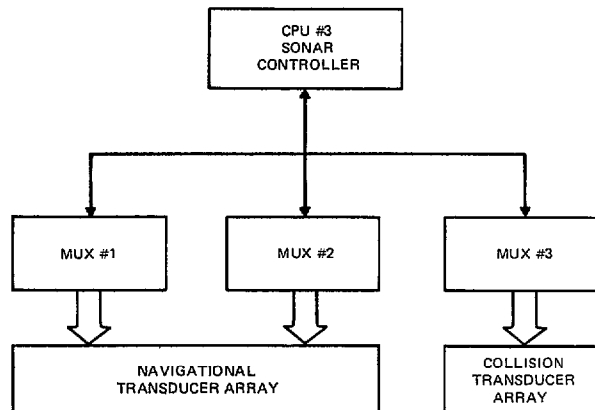 CPU #3
SONAR
CONTROLLER
MUX #1
MUX #2
MUX #3
NAVIGATIONAL
TRANSDUCER ARRAY
COLLISION
TRANSDUCER
ARRAY